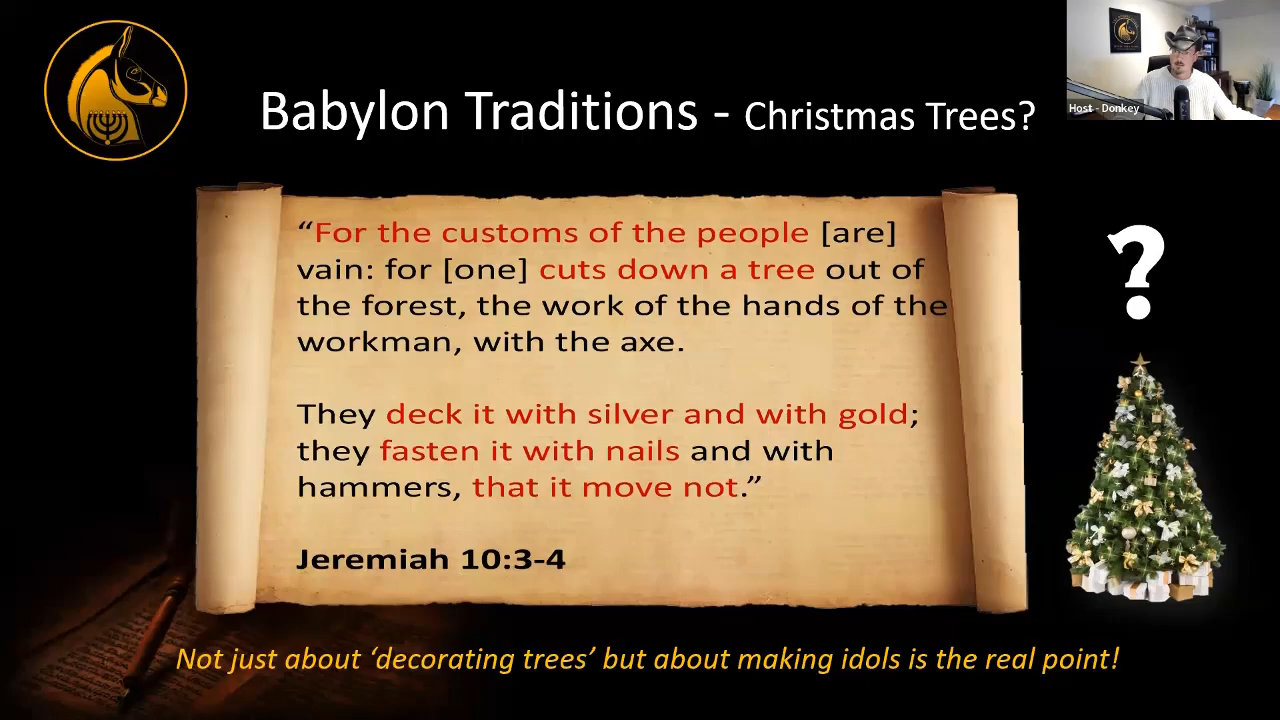 Babylon Traditions - Christmas Trees?
Host - Donkey
“For the customs of the people [are]
vain: for [one] cuts down a tree out of
the forest, the work of the hands of the
workman, with the axe.
They deck it with silver and with gold;
they fasten it with nails and with
hammers, that it move not.”
Jeremiah 10:3-4
?
Not just about ‘decorating trees’ but about making idols is the real point!